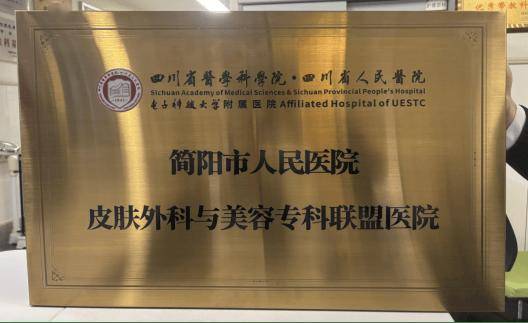 四川省醫學科學院·四川省人民醫院
Sichuan Academy of Medical Sciences & Sichuan Provincial People's Hospital
电子科技大学附属医院 Affiliated Hospital of UESTC
简阳市人民医院
皮肤外科与美容专科联盟医院